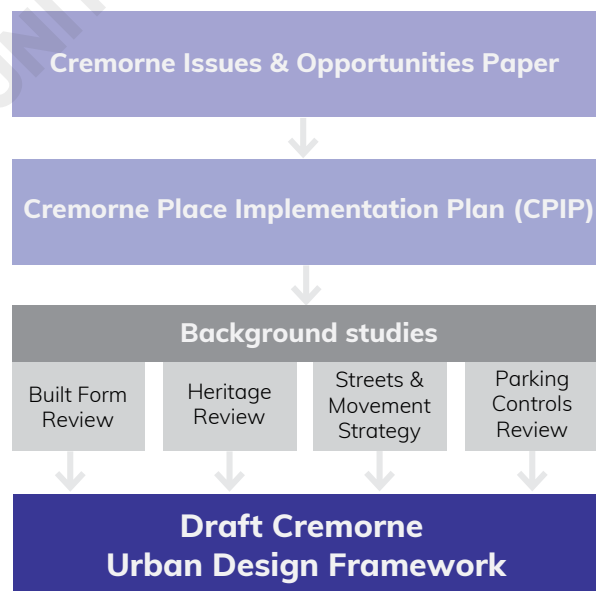 Cremorne Issues & Opportunities Paper
Cremorne Place Implementation Plan (CPIP)
Background studies
Built Form
Review
Heritage
Review
Streets &
Movement
Strategy
Parking
Controls
Review
Draft Cremorne
Urban Design Framework